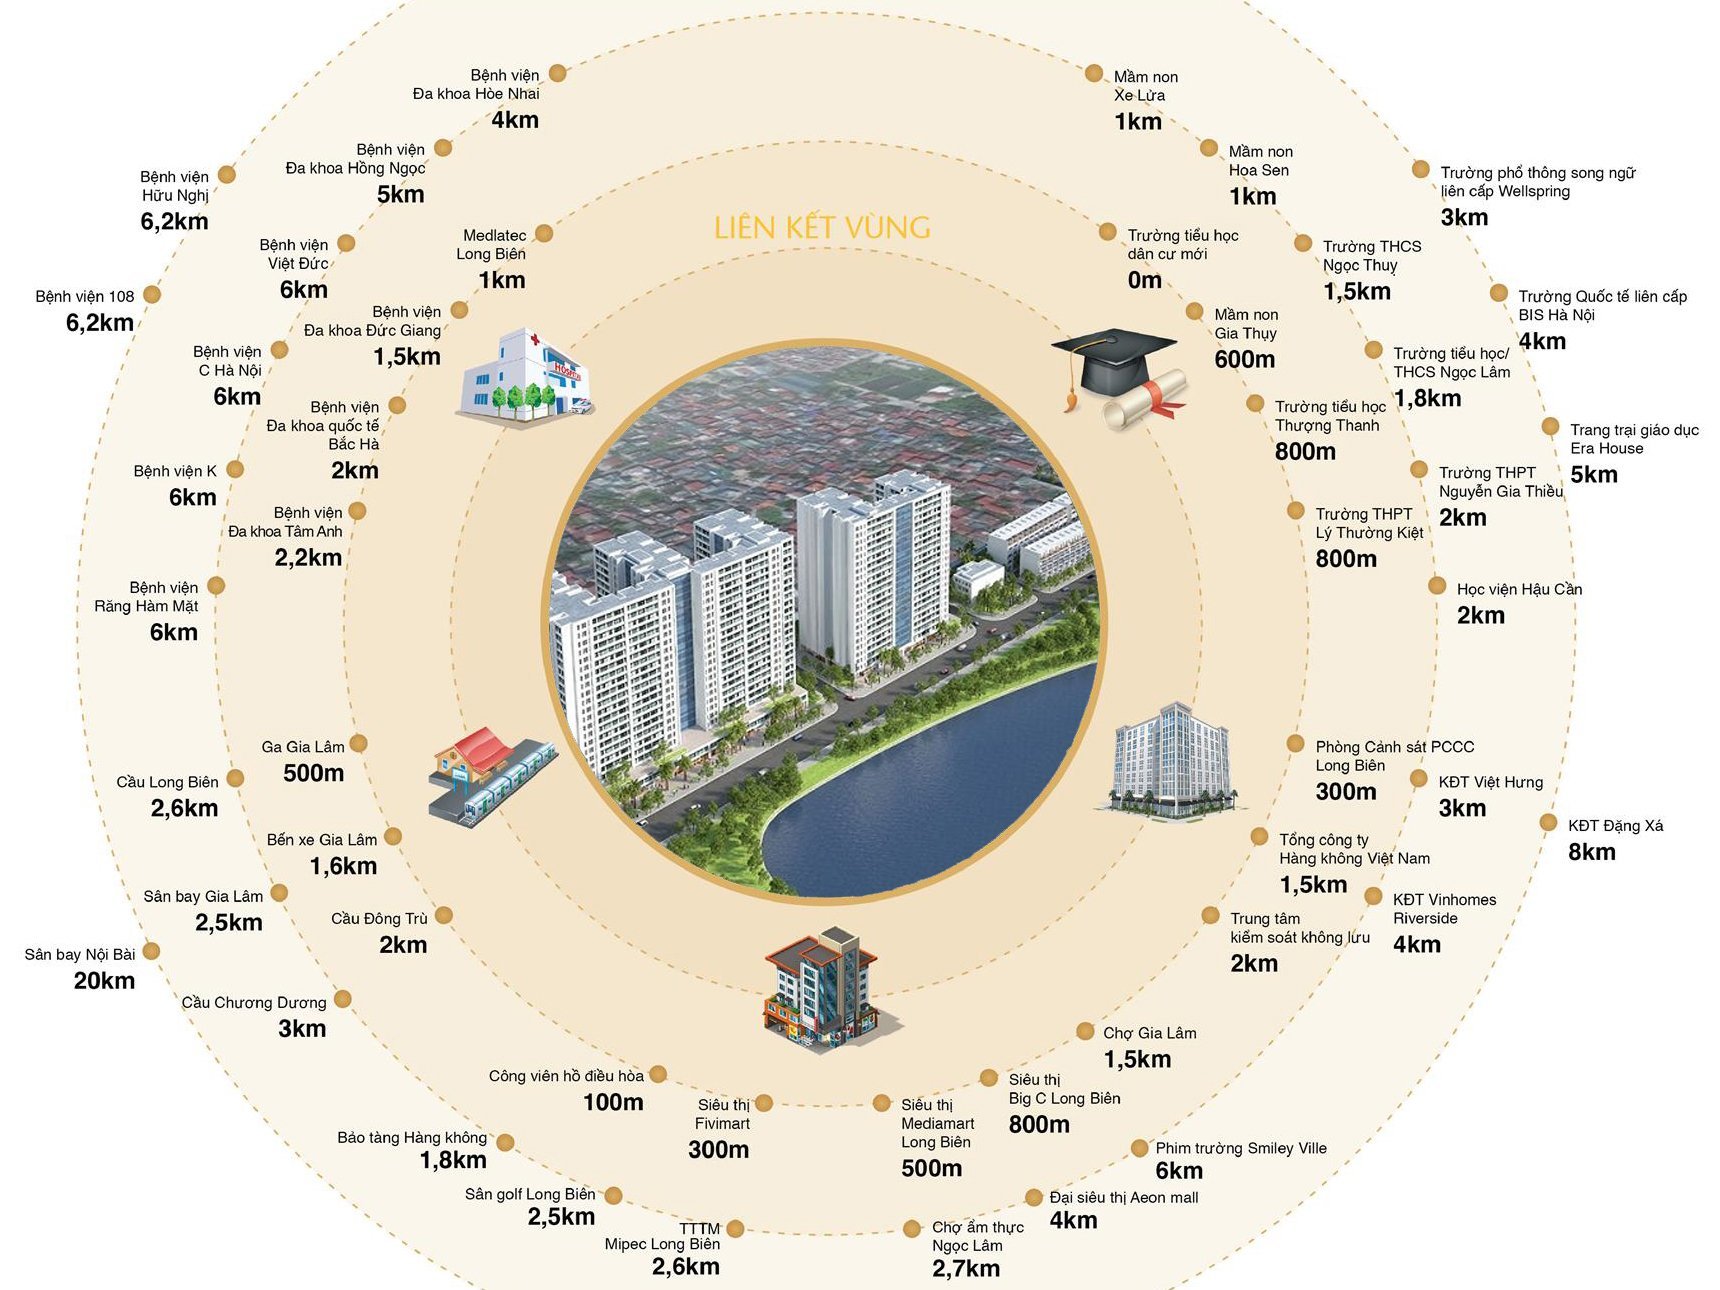 LIÊN KẾT VÙNG
Bệnh viện
Đa khoa Hòe Nhai
4km
Bệnh viện
Đa khoa Hồng Ngọc
5km
Bệnh viện
Hữu Nghị
6,2km
Medlatec
Long Biên
1km
Bệnh viện
Việt Đức
6km
Bệnh viện 108
6,2km
Bệnh viện
Đa khoa Đức Giang
1,5km
Bệnh viện
C Hà Nội
6km
Bệnh viện
Đa khoa quốc tế
Bắc Hà
2km
Bệnh viện K
6km
Bệnh viện
Đa khoa Tâm Anh
2,2km
Bệnh viện
Răng Hàm Mặt
6km
HOSPITAL
Mầm non
Xe Lửa
1km
Mầm non
Hoa Sen
1km
Trường phổ thông song ngữ
liên cấp Wellspring
3km
Trường tiểu học
dân cư mới
0m
Trường THCS
Ngọc Thuỵ
1,5km
Trường Quốc tế liên cấp
BIS Hà Nội
4km
Mầm non
Gia Thụy
600m
Trường tiểu học/
THCS Ngọc Lâm
1,8km
Trường tiểu học
Thượng Thanh
800m
Trang trại giáo dục
Era House
5km
Trường THPT
Nguyễn Gia Thiều
2km
Trường THPT
Lý Thường Kiệt
800m
Học viện Hậu Cần
2km
Ga Gia Lâm
500m
Cầu Long Biên
2,6km
Bến xe Gia Lâm
1,6km
Sân bay Gia Lâm
2,5km
Cầu Đông Trù
2km
Sân bay Nội Bài
20km
Cầu Chương Dương
3km
Phòng Cảnh sát PCCC
Long Biên
300m
KĐT Việt Hưng
3km
KĐT Đặng Xá
8km
Tổng công ty
Hàng không Việt Nam
1,5km
KĐT Vinhomes
Riverside
4km
Trung tâm
kiểm soát không lưu
2km
Chợ Gia Lâm
1,5km
Công viên hồ điều hòa
100m
Siêu thị
Fivimart
300m
Siêu thị
Mediamart
Long Biên
500m
Siêu thị
Big C Long Biên
800m
Bảo tàng Hàng không
1,8km
Sân golf Long Biên
2,5km
TTTM
Mipec Long Biên
2,6km
Chợ ẩm thực
Ngọc Lâm
2,7km
Đại siêu thị Aeon mall
4km
Phim trường Smiley Ville
6km